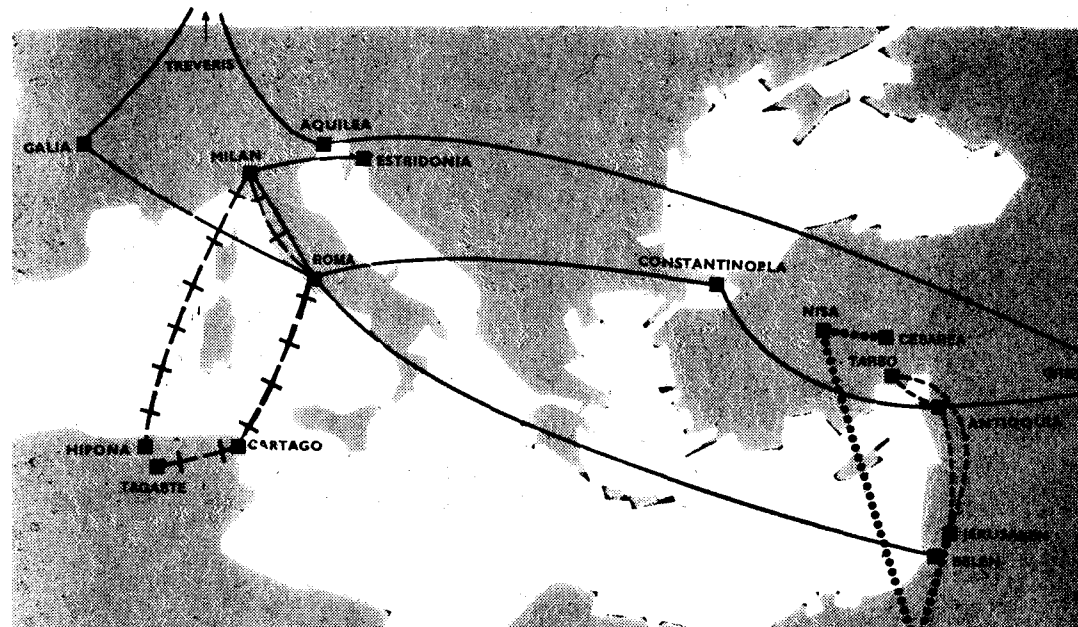 TREVERIS
AQUILEA
GALIA
MILAN
ESTRIDONIA
ROMA
CONSTANTINOPLA
NISA
CESAREA
TARSO
ANTIOQUIA
HIPONA
CARTAGO
TAGASTE
JERUSALEN
BELEN